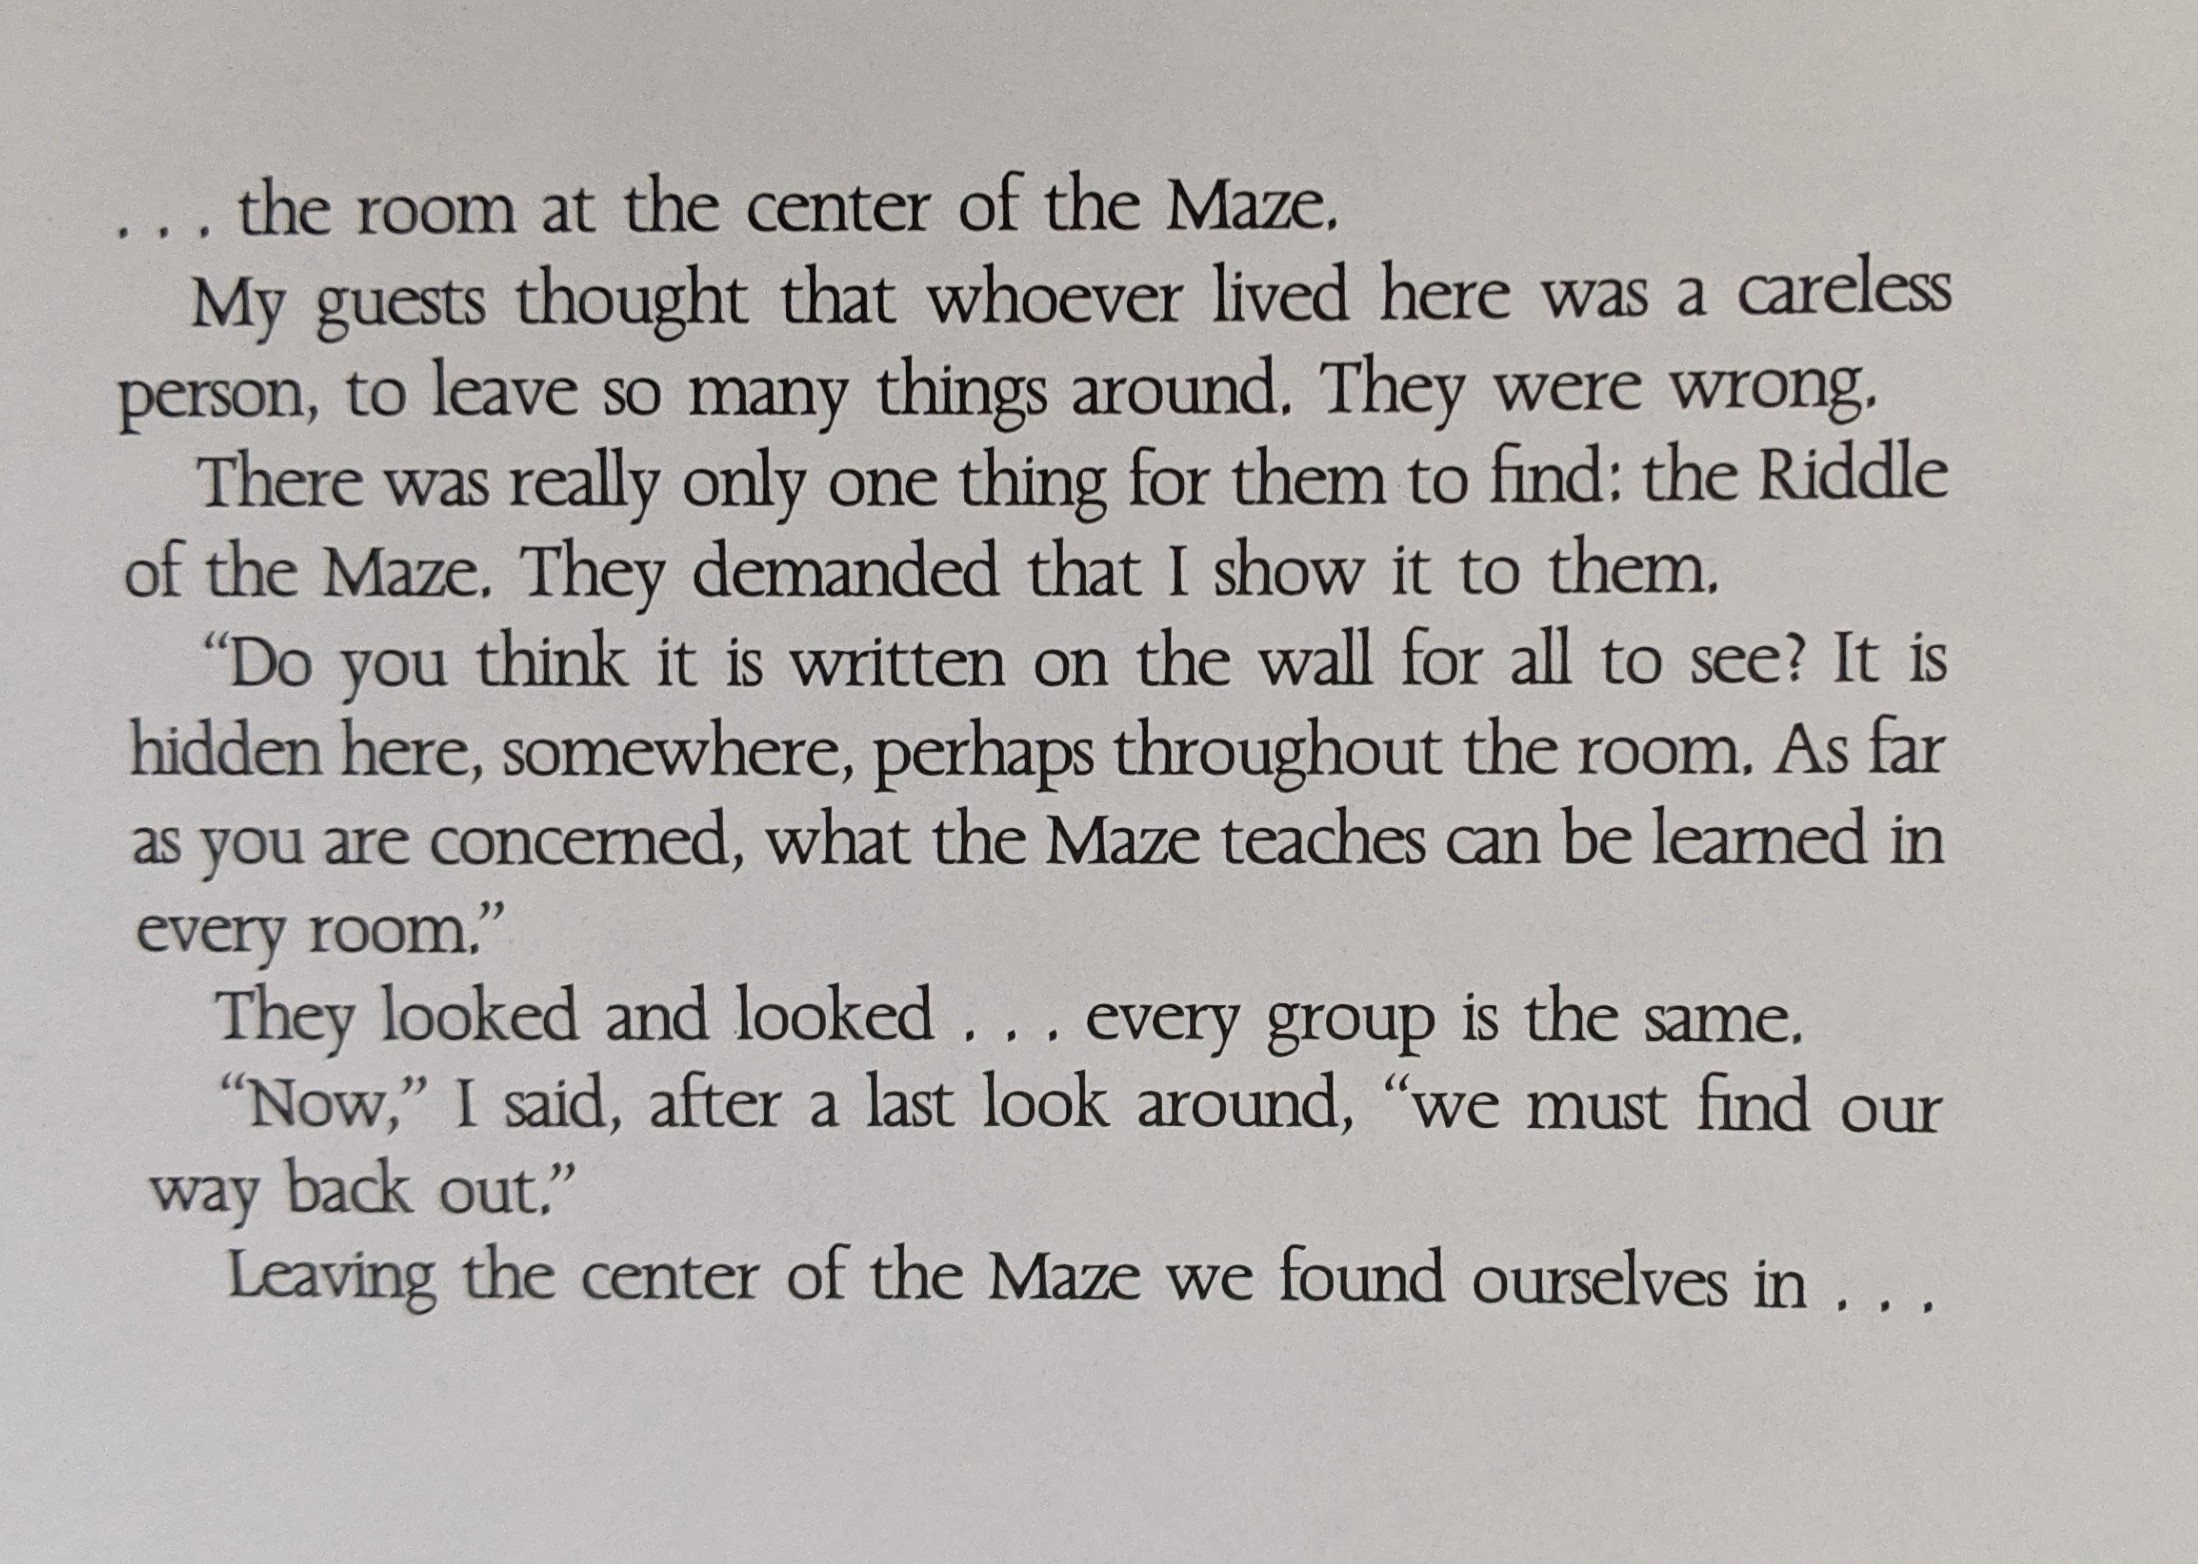 . . . the room at the center of the Maze.
My guests thought that whoever lived here was a careless
person, to leave so many things around. They were wrong.
There was really only one thing for them to find: the Riddle
of the Maze. They demanded that I show it to them.
“Do you think it is written on the wall for all to see? It is
hidden here, somewhere, perhaps throughout the room. As far
as you are concerned, what the Maze teaches can be learned in
every room.”
They looked and looked . . . every group is the same.
“Now,” I said, after a last look around, “we must find our
way back out.”
Leaving the center of the Maze we found ourselves in . . .